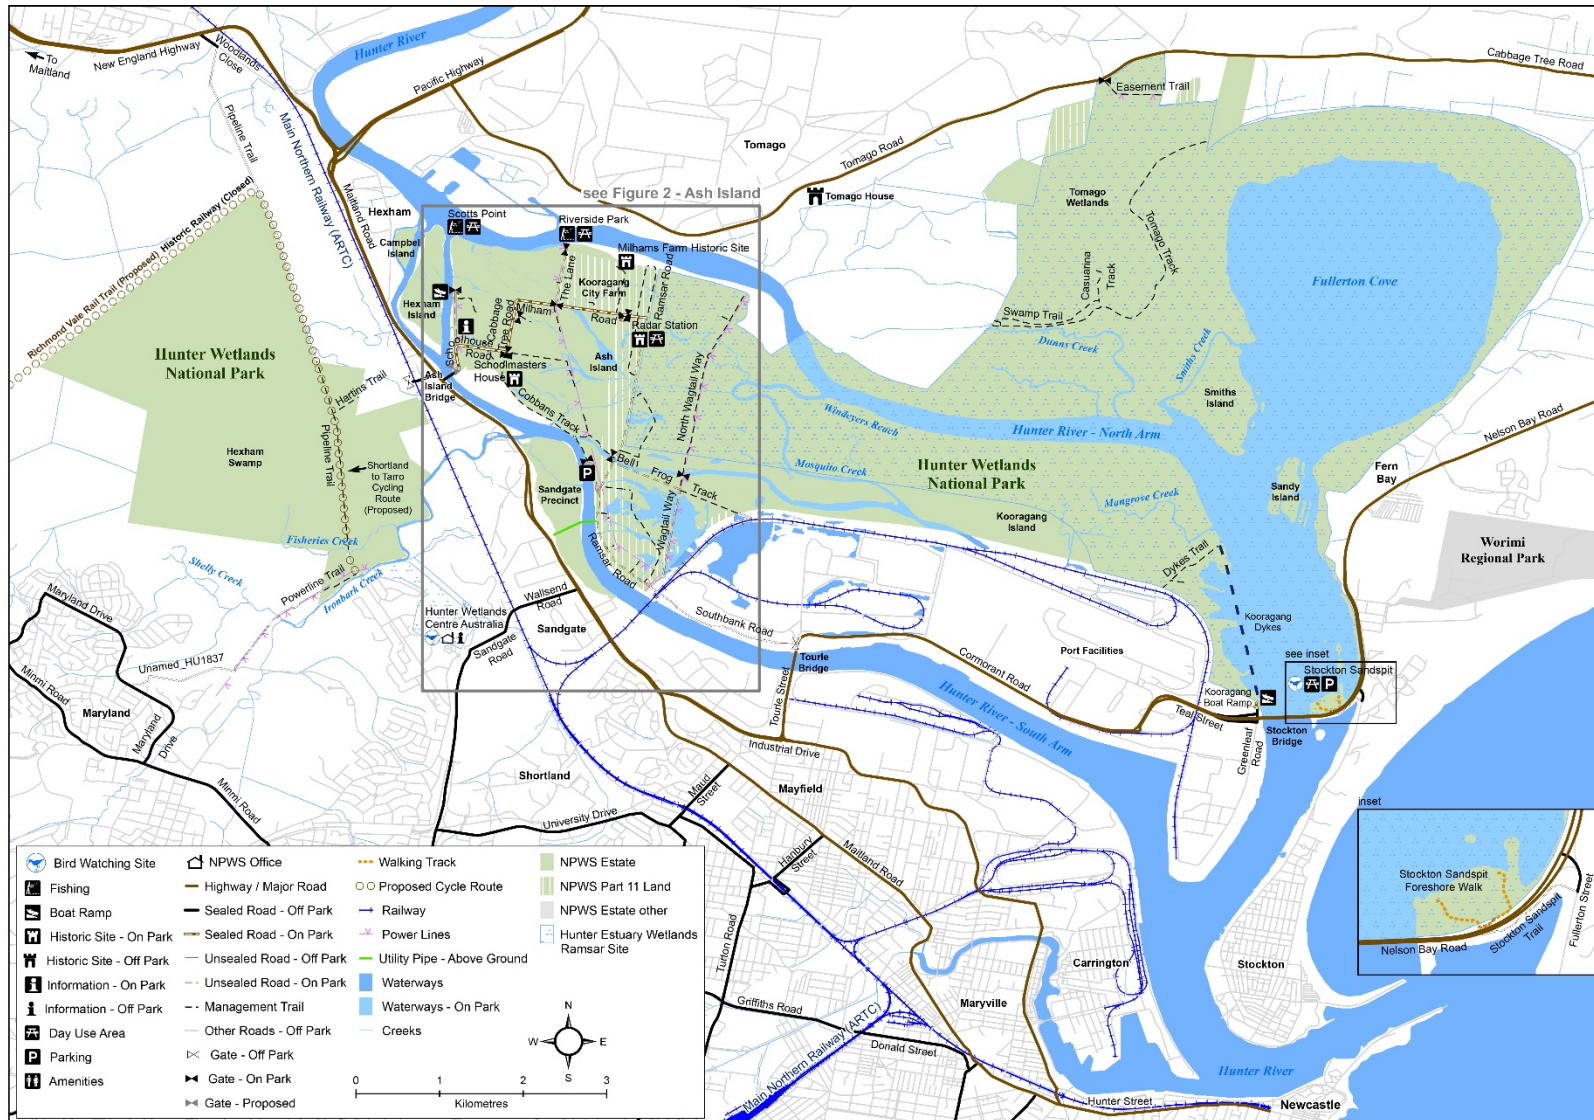 To
Maitland
New England Highway
Woodlands
Close
Hunter River
Pacific Highway
Cabbage Tree Road
Easement Trail
Pipeline Trail
Main Northern Railway (ARTC)
Maitland Road
Tomago
Tomago Road
see Figure 2 - Ash Island
Tomago House
Tomago
Wetlands
Tomago Track
Casuarina
Track
Swamp Trail
Fullerton Cove
Richmond Vale Rail Trail (Proposed) Historic Railway (Closed)
Hexham
Scotts Point
Riverside Park
Campbel
Island
Milhams Farm Historic Site
The Lane
Kooragang
City Farm
Ramsar Road
Hexham
Island
Cabbage
Tree Road
Milham
Road
Radar Station
Schoolhouse
Road
Schoolmasters
House
Ash
Island
Ash
Island
Bridge
Cobbans Track
North Wagtail Way
Dunns Creek
Smiths Creek
Smiths
Island
Windeyers Reach
Hunter River - North Arm
Nelson Bay Road
Hunter Wetlands
National Park
Hartins Trail
Hexham
Swamp
Pipeline Trail
Shortland
to Tarro
Cycling
Route
(Proposed)
Bell
Frog
Track
Mosquito Creek
Hunter Wetlands
National Park
Mangrove Creek
Kooragang
Island
Sandy
Island
Fern
Bay
Worimi
Regional Park
Sandgate
Precinct
Wagtail Way
Ramsar Road
Fisheries Creek
Shelly Creek
Ironbark Creek
Powerline Trail
Dykes Trail
Kooragang
Dykes
Maryland Drive
Hunter Wetlands
Centre Australia
Wallsend
Road
Sandgate
Sandgate
Road
Southbank Road
Tourle
Bridge
Cormorant Road
Port Facilities
see inset
Stockton Sandspit
Unamed_HU1837
Minmi Road
Maryland
Maryland
Drive
Tourle Street
Hunter River - South Arm
Kooragang
Boat Ramp
Teal Street
Stockton
Bridge
Greenleaf
Road
Industrial Drive
Minmi Road
Shortland
Maud
Street
Mayfield
University Drive
Hanbury
Street
Maitland Road
inset
Stockton Sandspit
Foreshore Walk
Nelson Bay Road
Stockton Sandspit
Trail
Fullerton Street
Turton Road
Griffiths Road
Main Northern Railway (ARTC)
Donald Street
Carrington
Maryville
Stockton
Hunter River
Hunter Street
Newcastle
Bird Watching Site
Fishing
Boat Ramp
Historic Site - On Park
Historic Site - Off Park
Information - On Park
Information - Off Park
Day Use Area
Parking
Amenities
NPWS Office
Highway / Major Road
Sealed Road - Off Park
Sealed Road - On Park
Unsealed Road - Off Park
Unsealed Road - On Park
Management Trail
Other Roads - Off Park
Gate - Off Park
Gate - On Park
Gate - Proposed
Walking Track
Proposed Cycle Route
Railway
Power Lines
Utility Pipe - Above Ground
Waterways
Waterways - On Park
Creeks
NPWS Estate
NPWS Part 11 Land
NPWS Estate other
Hunter Estuary Wetlands
Ramsar Site
N
W
E
S
0
1
2
3
Kilometres